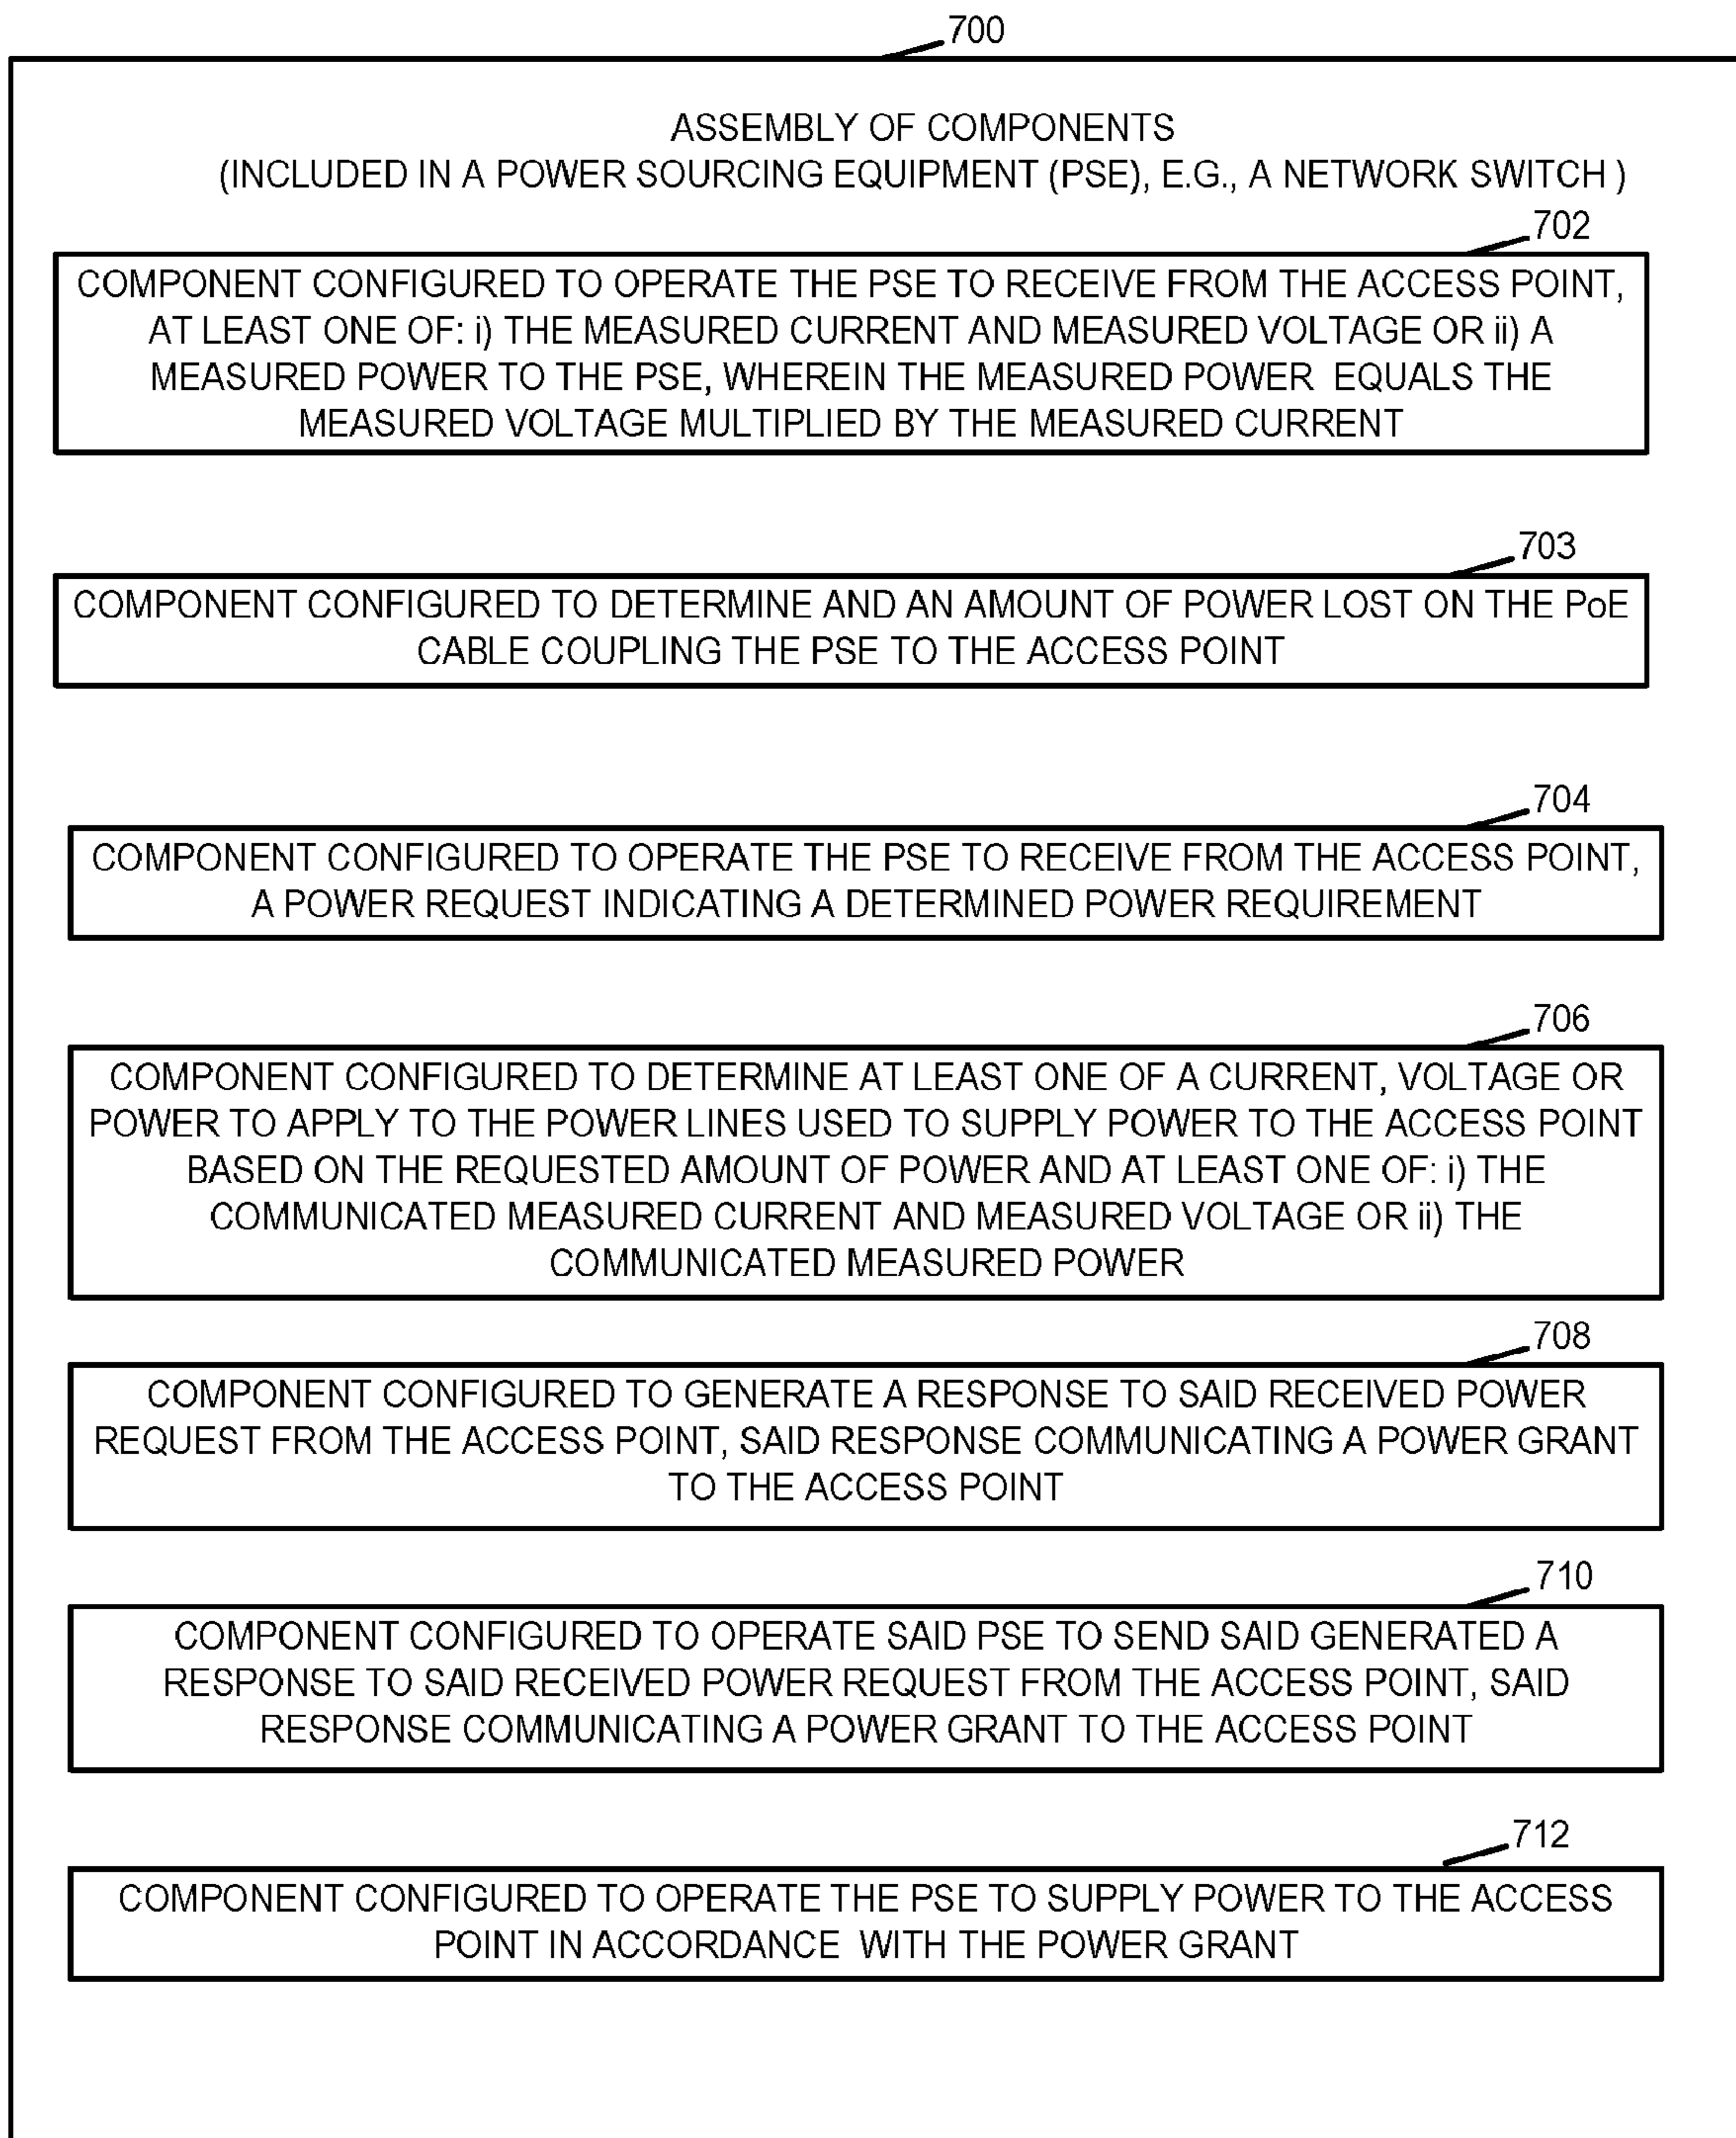 700
ASSEMBLY OF COMPONENTS
(INCLUDED IN A POWER SOURCING EQUIPMENT (PSE), E.G., A NETWORK SWITCH )
702
COMPONENT CONFIGURED TO OPERATE THE PSE TO RECEIVE FROM THE ACCESS POINT,
AT LEAST ONE OF: i) THE MEASURED CURRENT AND MEASURED VOLTAGE OR ii) A
MEASURED POWER TO THE PSE, WHEREIN THE MEASURED POWER EQUALS THE
MEASURED VOLTAGE MULTIPLIED BY THE MEASURED CURRENT
703
COMPONENT CONFIGURED TO DETERMINE AND AN AMOUNT OF POWER LOST ON THE PoE
CABLE COUPLING THE PSE TO THE ACCESS POINT
704
COMPONENT CONFIGURED TO OPERATE THE PSE TO RECEIVE FROM THE ACCESS POINT,
A POWER REQUEST INDICATING A DETERMINED POWER REQUIREMENT
706
COMPONENT CONFIGURED TO DETERMINE AT LEAST ONE OF A CURRENT, VOLTAGE OR
POWER TO APPLY TO THE POWER LINES USED TO SUPPLY POWER TO THE ACCESS POINT
BASED ON THE REQUESTED AMOUNT OF POWER AND AT LEAST ONE OF: i) THE
COMMUNICATED MEASURED CURRENT AND MEASURED VOLTAGE OR ii) THE
COMMUNICATED MEASURED POWER
708
COMPONENT CONFIGURED TO GENERATE A RESPONSE TO SAID RECEIVED POWER
REQUEST FROM THE ACCESS POINT, SAID RESPONSE COMMUNICATING A POWER GRANT
TO THE ACCESS POINT
710
COMPONENT CONFIGURED TO OPERATE SAID PSE TO SEND SAID GENERATED A
RESPONSE TO SAID RECEIVED POWER REQUEST FROM THE ACCESS POINT, SAID
RESPONSE COMMUNICATING A POWER GRANT TO THE ACCESS POINT
712
COMPONENT CONFIGURED TO OPERATE THE PSE TO SUPPLY POWER TO THE ACCESS
POINT IN ACCORDANCE WITH THE POWER GRANT